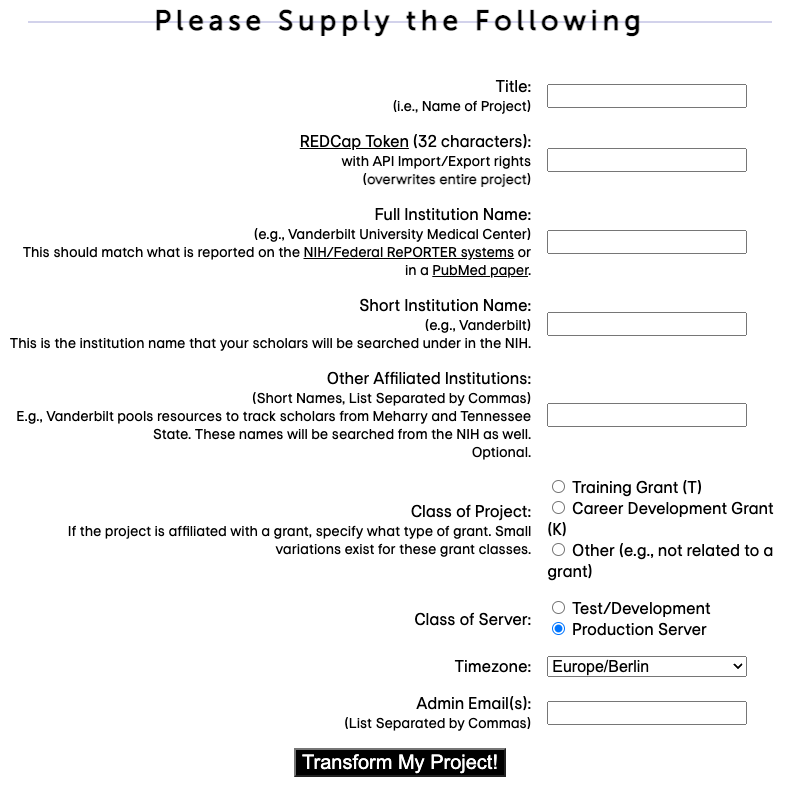 Please Supply the Following
Title:
(i.e., Name of Project)
REDCap Token (32 characters):
with API Import/Export rights
(overwrites entire project)
Full Institution Name:
(e.g., Vanderbilt University Medical Center)
This should match what is reported on the NIH/Federal RePORTER systems or
in a PubMed paper.
Short Institution Name:
(e.g., Vanderbilt)
This is the institution name that your scholars will be searched under in the NIH.
Other Affiliated Institutions:
(Short Names, List Separated by Commas)
E.g., Vanderbilt pools resources to track scholars from Meharry and Tennessee
State. These names will be searched from the NIH as well.
Optional.
Class of Project:
If the project is affiliated with a grant, specify what type of grant. Small
variations exist for these grant classes.
Training Grant (T)
Career Development Grant
(K)
Other (e.g., not related to a
grant)
Class of Server:
Test/Development
Production Server
Timezone:
Europe/Berlin
Admin Email(s):
(List Separated by Commas)
Transform My Project!